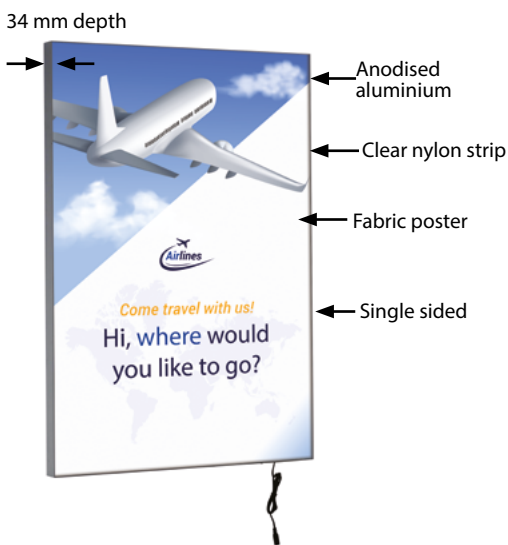 34 mm depth
Anodised
aluminium
Clear nylon strip
Fabric poster
Airlines
Single sided
Come travel with us!
Hi, where would
you like to go?